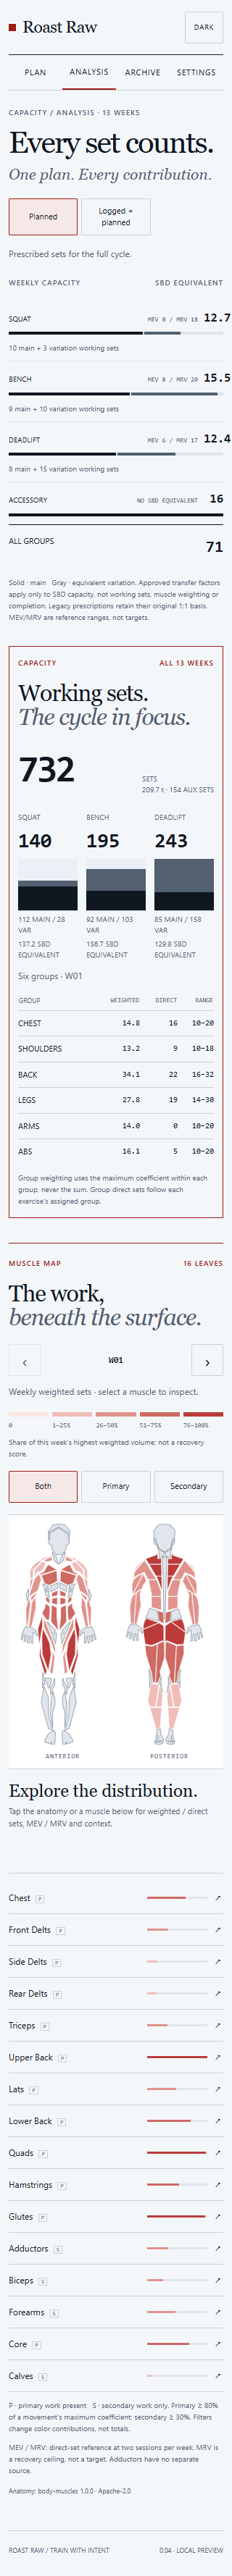 Roast Raw
DARK
PLAN ANALYSIS ARCHIVE SETTINGS
CAPACITY / ANALYSIS · 13 WEEKS
Every set counts.
One plan. Every contribution.
Planned
Logged +
planned
Prescribed sets for the full cycle.
WEEKLY CAPACITY SBD EQUIVALENT
SQUAT MEV 8 / MRV 18 12.7
10 main + 3 variation working sets
BENCH MEV 8 / MRV 20 15.5
9 main + 10 variation working sets
DEADLIFT MEV 6 / MRV 17 12.4
8 main + 15 variation working sets
ACCESSORY NO SBD EQUIVALENT 16
ALL GROUPS 71
Solid · main Gray · equivalent variation. Approved transfer factors
apply only to SBD capacity, not working sets, muscle weighting or
completion. Legacy prescriptions retain their original 1:1 basis.
MEV/MRV are reference ranges, not targets.
CAPACITY ALL 13 WEEKS
Working sets.
The cycle in focus.
732
SETS
209.7 t · 154 AUX SETS
SQUAT BENCH DEADLIFT
140 195 243
112 MAIN / 28
VAR
92 MAIN / 103
VAR
85 MAIN / 158
VAR
137.2 SBD
EQUIVALENT
156.7 SBD
EQUIVALENT
129.8 SBD
EQUIVALENT
Six groups · W01
GROUP WEIGHTED DIRECT RANGE
CHEST 14.8 16 10–20
SHOULDERS 13.2 9 10–18
BACK 34.1 22 16–32
LEGS 27.8 19 14–30
ARMS 14.0 0 10–20
ABS 16.1 5 10–20
Group weighting uses the maximum coefficient within each
group, never the sum. Group direct sets follow each
exercise's assigned group.
MUSCLE MAP 16 LEAVES
The work,
beneath the surface.
‹ W01 ›
Weekly weighted sets · select a muscle to inspect.
0 1–25% 26–50% 51–75% 76–100%
Share of this week's highest weighted volume; not a recovery
score.
Both Primary Secondary
ANTERIOR POSTERIOR
Explore the distribution.
Tap the anatomy or a muscle below for weighted / direct
sets, MEV / MRV and context.
Chest P ↗
Front Delts P ↗
Side Delts P ↗
Rear Delts P ↗
Triceps P ↗
Upper Back P ↗
Lats P ↗
Lower Back P ↗
Quads P ↗
Hamstrings P ↗
Glutes P ↗
Adductors S ↗
Biceps S ↗
Forearms S ↗
Core P ↗
Calves S ↗
P · primary work present S · secondary work only. Primary ≥ 80%
of a movement's maximum coefficient; secondary ≥ 30%. Filters
change color contributions, not totals.
MEV / MRV: direct-set reference at two sessions per week. MRV is
a recovery ceiling, not a target. Adductors have no separate
source.
Anatomy: body-muscles 1.0.0 · Apache-2.0
ROAST RAW / TRAIN WITH INTENT 0.04 · LOCAL PREVIEW